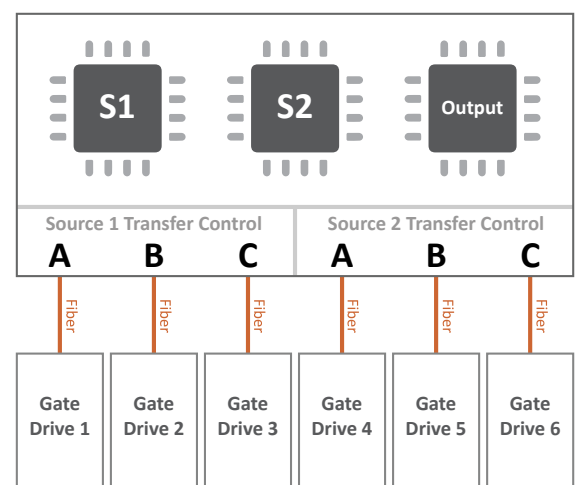 S1 S2 Output
Source 1 Transfer Control Source 2 Transfer Control
A B C A B C
Fiber Fiber Fiber Fiber Fiber Fiber
Gate Gate Gate Gate Gate Gate
Drive 1 Drive 2 Drive 3 Drive 4 Drive 5 Drive 6